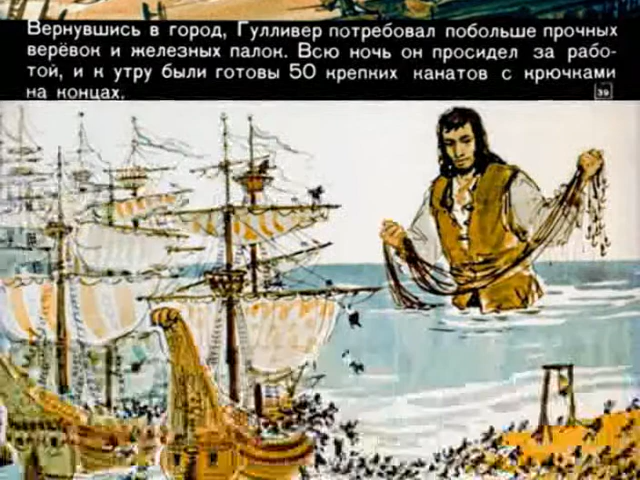 Вернувшись в город, Гулливер потребовал побольше прочных
верёвок и железных палок. Всю ночь он просидел за рабо-
той, и к утру были готовы 50 крепких канатов с крючками
на концах.
39